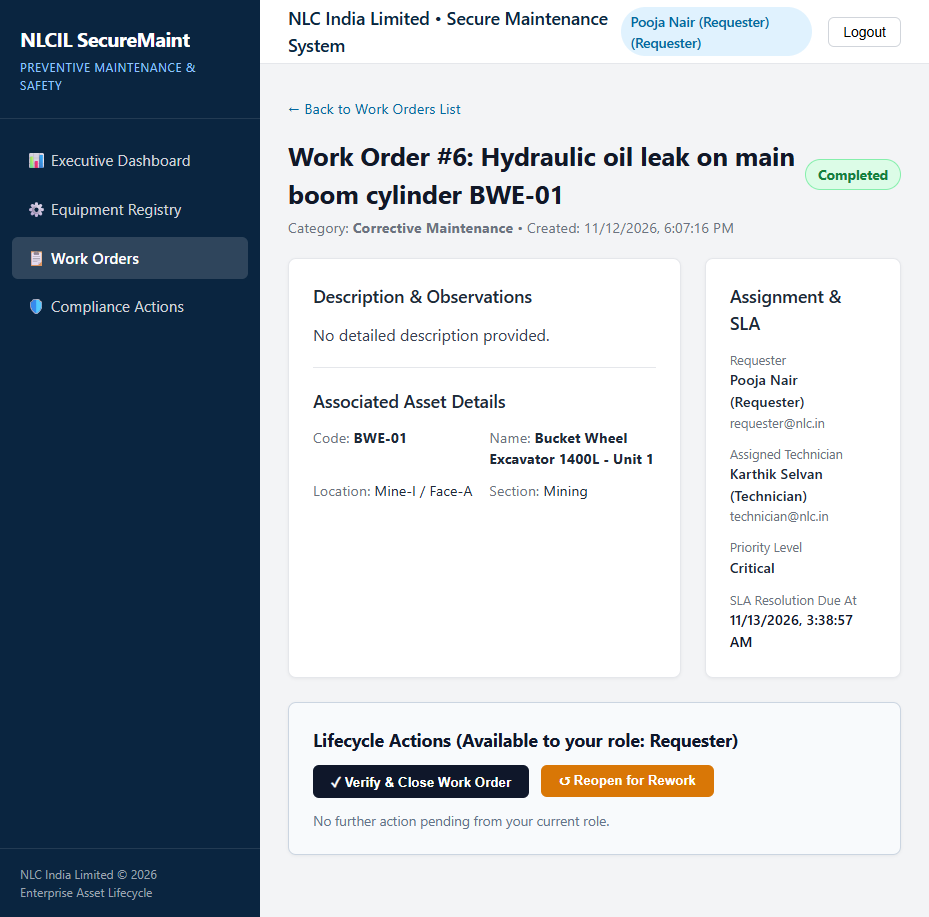 NLCIL SecureMaint
PREVENTIVE MAINTENANCE &
SAFETY
Executive Dashboard
Equipment Registry
Work Orders
Compliance Actions
NLC India Limited © 2026
Enterprise Asset Lifecycle
NLC India Limited • Secure Maintenance
System
Pooja Nair (Requester)
(Requester)
Logout
← Back to Work Orders List
Work Order #6: Hydraulic oil leak on main
boom cylinder BWE-01
Completed
Category: Corrective Maintenance • Created: 11/12/2026, 6:07:16 PM
Description & Observations
No detailed description provided.
Associated Asset Details
Code: BWE-01
Name: Bucket Wheel
Excavator 1400L - Unit 1
Location: Mine-I / Face-A
Section: Mining
Assignment &
SLA
Requester
Pooja Nair
(Requester)
requester@nlc.in
Assigned Technician
Karthik Selvan
(Technician)
technician@nlc.in
Priority Level
Critical
SLA Resolution Due At
11/13/2026, 3:38:57
AM
Lifecycle Actions (Available to your role: Requester)
✓ Verify & Close Work Order
↺ Reopen for Rework
No further action pending from your current role.